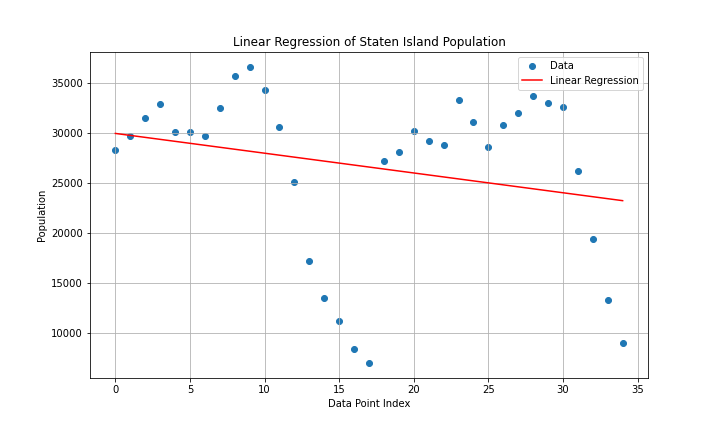 Linear Regression of Staten Island Population
Data
Linear Regression
35000
30000
25000
20000
15000
10000
Population
0 5 10 15 20 25 30 35
Data Point Index